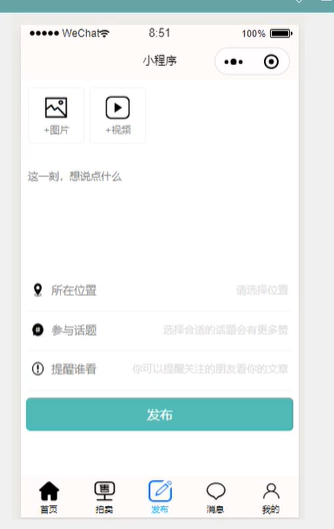 WeChat
8:51
100%
小程序
+图片
+视频
这一刻，想说点什么
所在位置
请选择位置
参与话题
选择合适的话题会有更多赞
提醒谁看
你可以提醒关注的朋友看你的文章
发布
售
首页
拍卖
发布
消息
我的